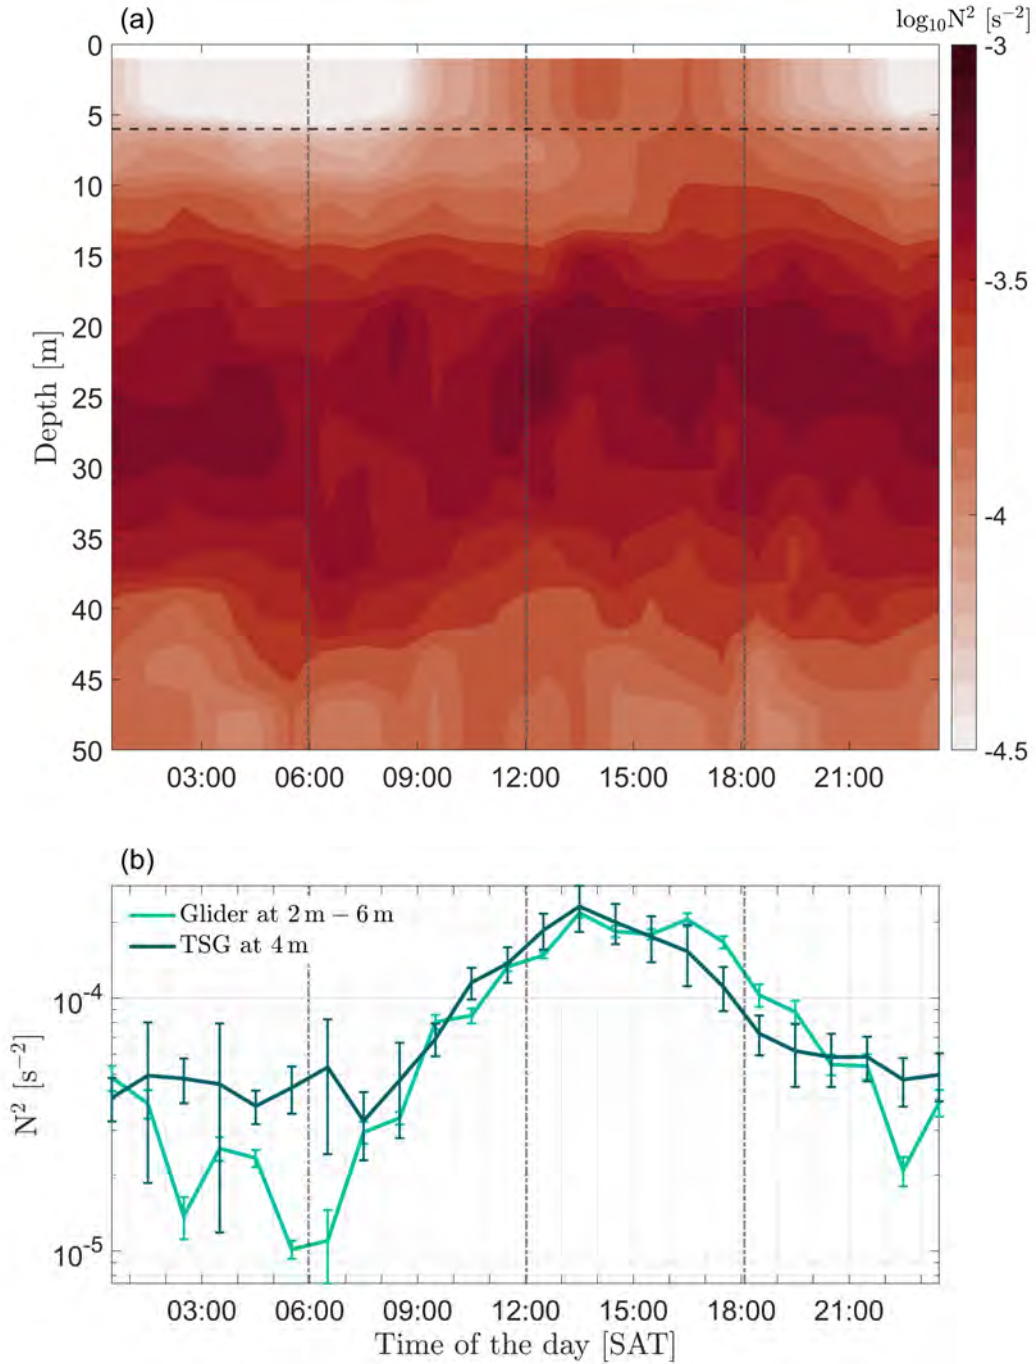 (a)
log₁₀N² [s⁻²]
0
5
10
15
20
25
30
35
40
45
50
Depth [m]
-3
-3.5
-4
-4.5
03:00 06:00 09:00 12:00 15:00 18:00 21:00
(b)
Glider at 2 m − 6 m
TSG at 4 m
10⁻⁴
10⁻⁵
N² [s⁻²]
03:00 06:00 09:00 12:00 15:00 18:00 21:00
Time of the day [SAT]